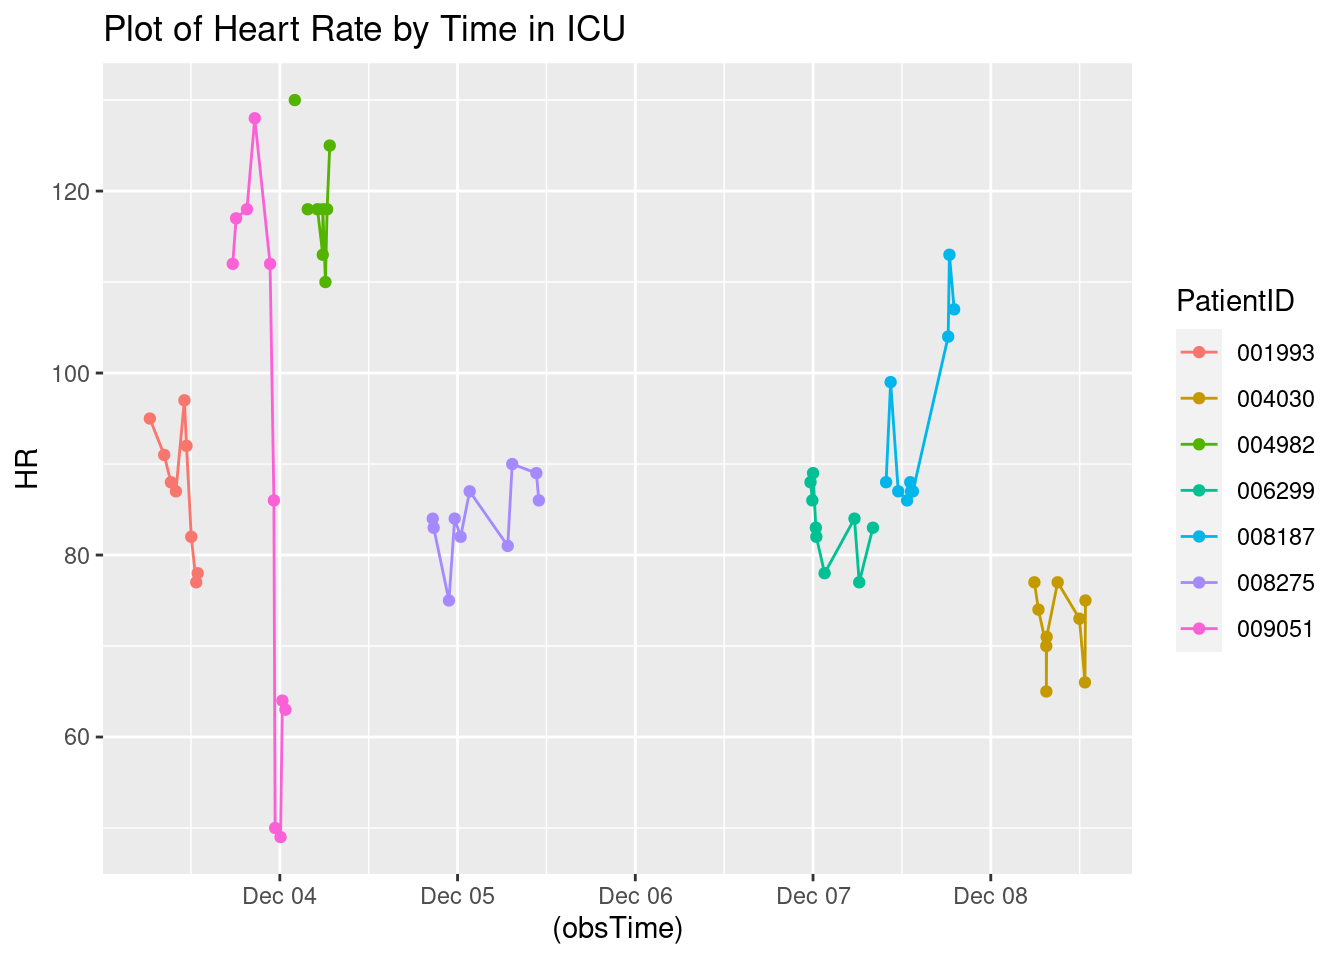 Plot of Heart Rate by Time in ICU
HR
120
100
80
60
Dec 04
Dec 05
Dec 06
Dec 07
Dec 08
(obsTime)
PatientID
001993
004030
004982
006299
008187
008275
009051